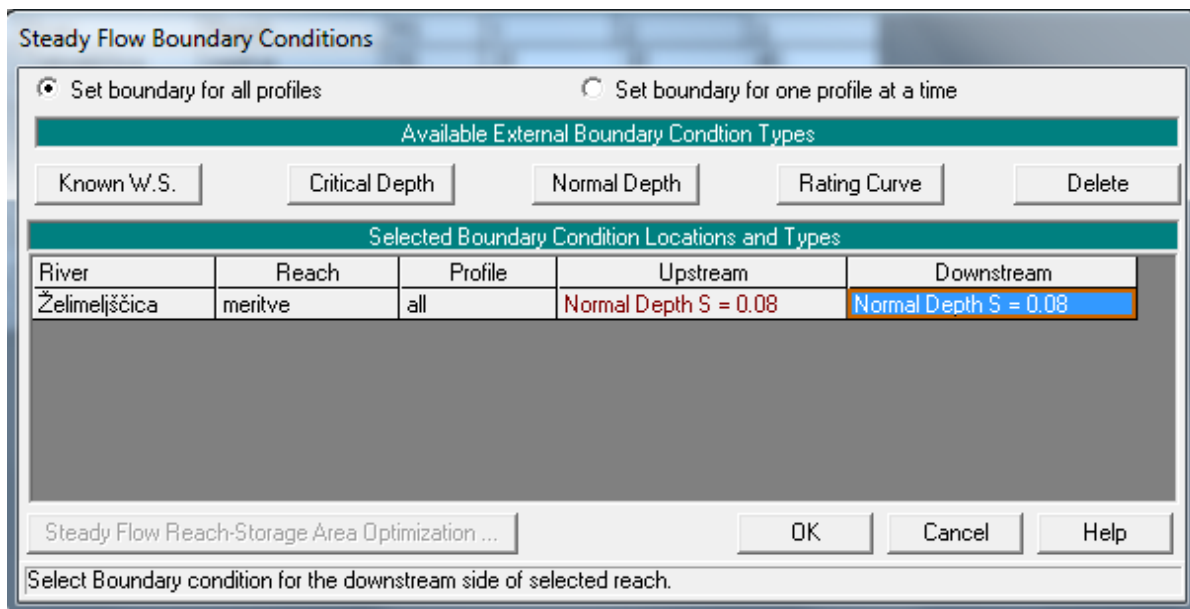 Steady Flow Boundary Conditions
Set boundary for all profiles Set boundary for one profile at a time
Available External Boundary Condtion Types
Known W.S. Critical Depth Normal Depth Rating Curve Delete
Selected Boundary Condition Locations and Types
River Reach Profile Upstream Downstream
Želimeljščica meritve all Normal Depth S = 0.08 Normal Depth S = 0.08
Steady Flow Reach-Storage Area Optimization ... OK Cancel Help
Select Boundary condition for the downstream side of selected reach.